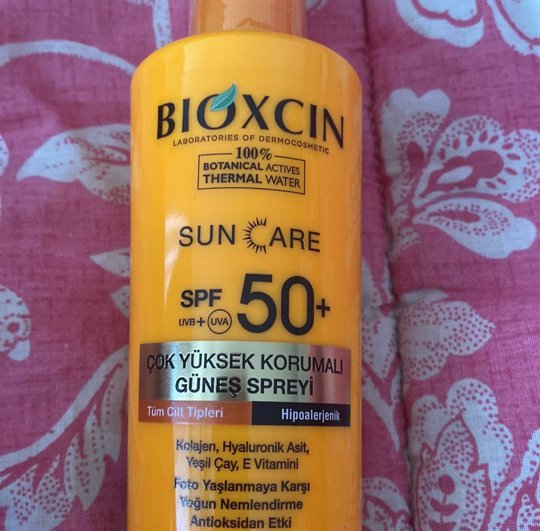 BIOXCIN
LABORATORIES OF DERMOCOSMETIC
100%
BOTANICAL ACTIVES
THERMAL WATER
SUN CARE
SPF 50+
UVB+ UVA
ÇOK YÜKSEK KORUMALI
GÜNEŞ SPREYİ
Tüm Cilt Tipleri Hipoalerjenik
Kolajen, Hyaluronik Asit,
Yeşil Çay, E Vitamini
Foto Yaşlanmaya Karşı
Yoğun Nemlendirme
Antioksidan Etki